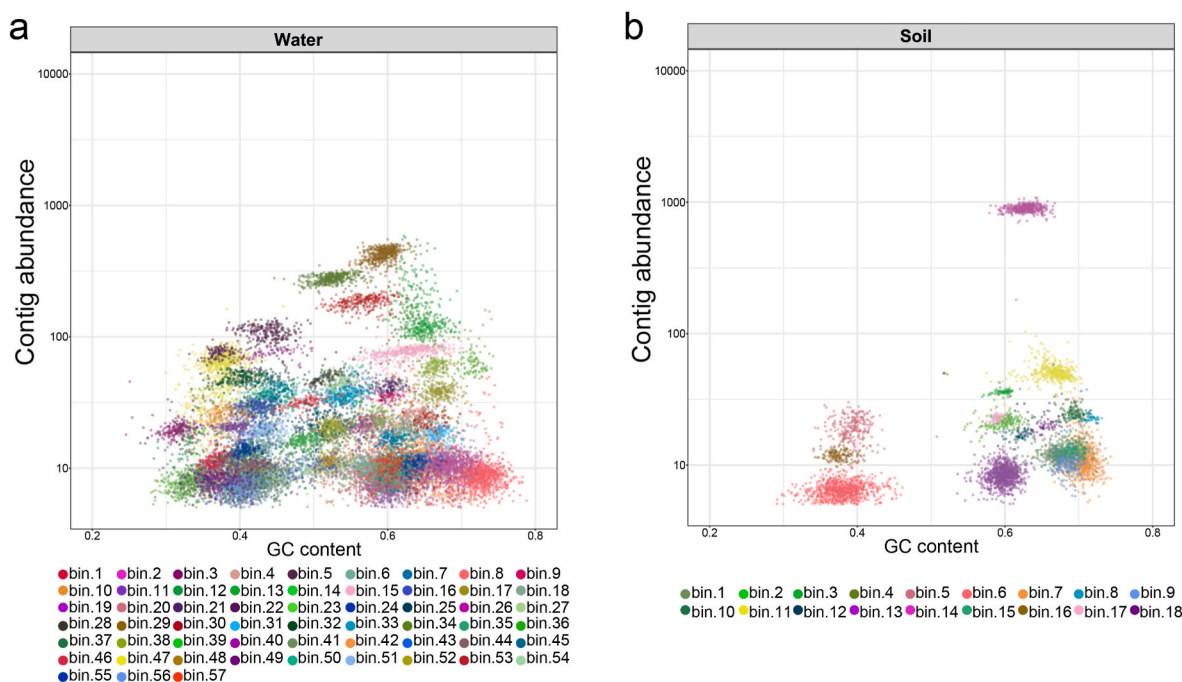 a
Water
10000
1000
100
10
Contig abundance
0.2 0.4 0.6 0.8
GC content
bin.1 bin.2 bin.3 bin.4 bin.5 bin.6 bin.7 bin.8 bin.9
bin.10 bin.11 bin.12 bin.13 bin.14 bin.15 bin.16 bin.17 bin.18
bin.19 bin.20 bin.21 bin.22 bin.23 bin.24 bin.25 bin.26 bin.27
bin.28 bin.29 bin.30 bin.31 bin.32 bin.33 bin.34 bin.35 bin.36
bin.37 bin.38 bin.39 bin.40 bin.41 bin.42 bin.43 bin.44 bin.45
bin.46 bin.47 bin.48 bin.49 bin.50 bin.51 bin.52 bin.53 bin.54
bin.55 bin.56 bin.57
b
Soil
10000
1000
100
10
Contig abundance
0.2 0.4 0.6 0.8
GC content
bin.1 bin.2 bin.3 bin.4 bin.5 bin.6 bin.7 bin.8 bin.9
bin.10 bin.11 bin.12 bin.13 bin.14 bin.15 bin.16 bin.17 bin.18